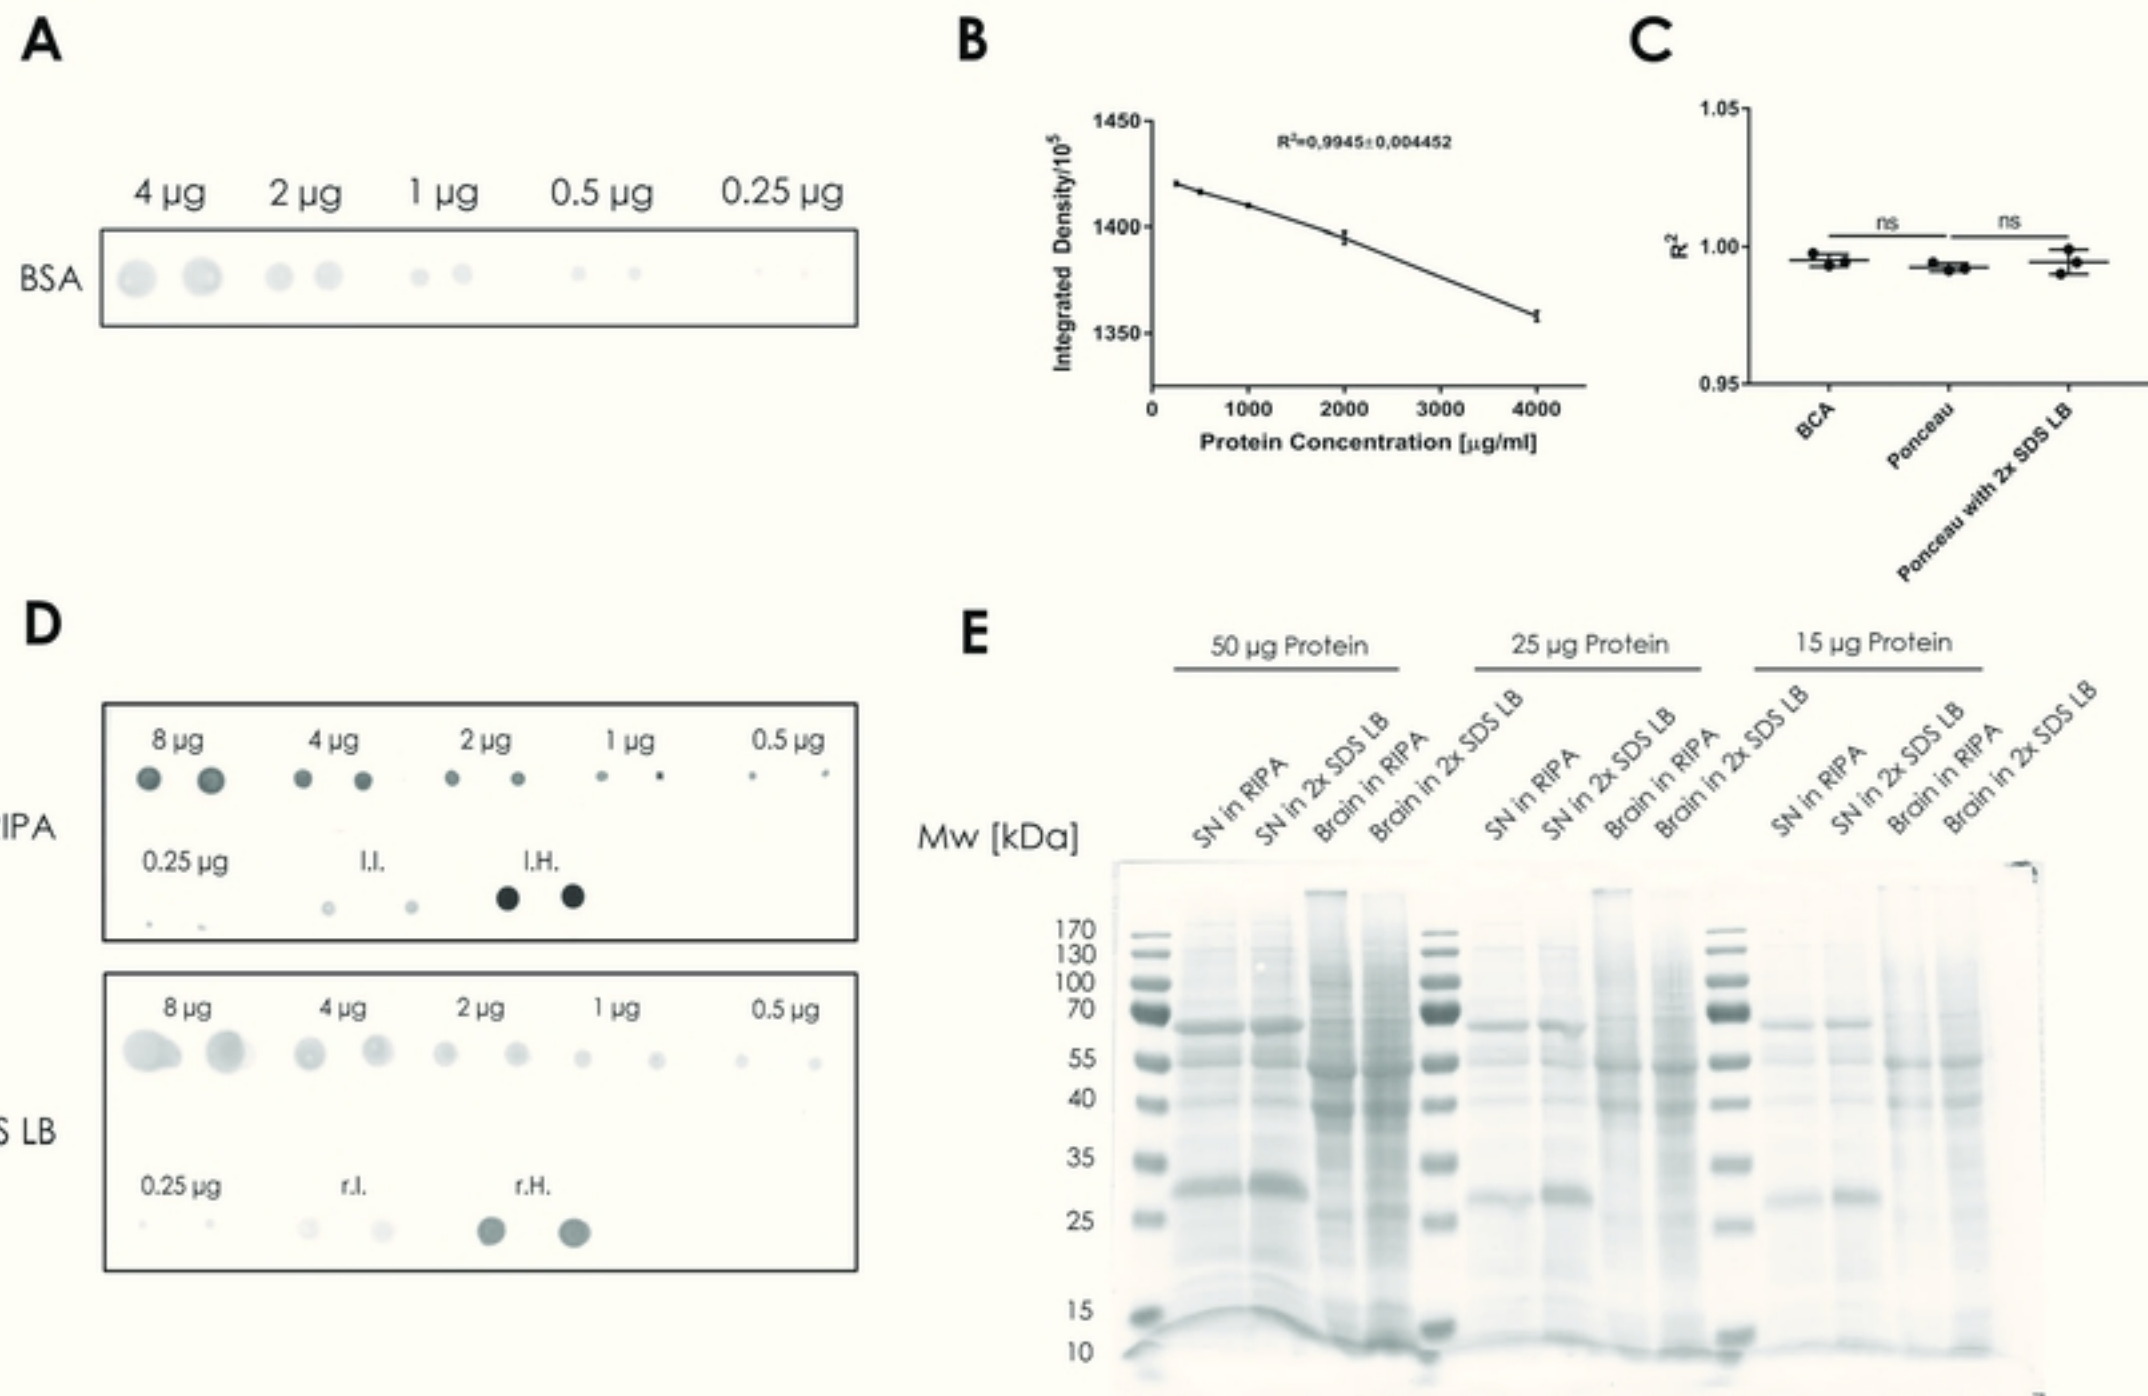 A
4 µg 2 µg 1 µg 0.5 µg 0.25 µg
BSA
B
1450
1400
1350
Integrated Density/10⁵
R²=0,9945±0,004452
0 1000 2000 3000 4000
Protein Concentration [µg/ml]
C
1.05
1.00
0.95
R²
ns ns
BCA
Ponceau
Ponceau with 2x SDS LB
D
8 µg 4 µg 2 µg 1 µg 0.5 µg
IPA
0.25 µg l.I. l.H.
8 µg 4 µg 2 µg 1 µg 0.5 µg
S LB
0.25 µg r.I. r.H.
E
50 µg Protein 25 µg Protein 15 µg Protein
SN in RIPA
SN in 2x SDS LB
Brain in RIPA
Brain in 2x SDS LB
SN in RIPA
SN in 2x SDS LB
Brain in RIPA
Brain in 2x SDS LB
SN in RIPA
SN in 2x SDS LB
Brain in RIPA
Brain in 2x SDS LB
Mw [kDa]
170
130
100
70
55
40
35
25
15
10